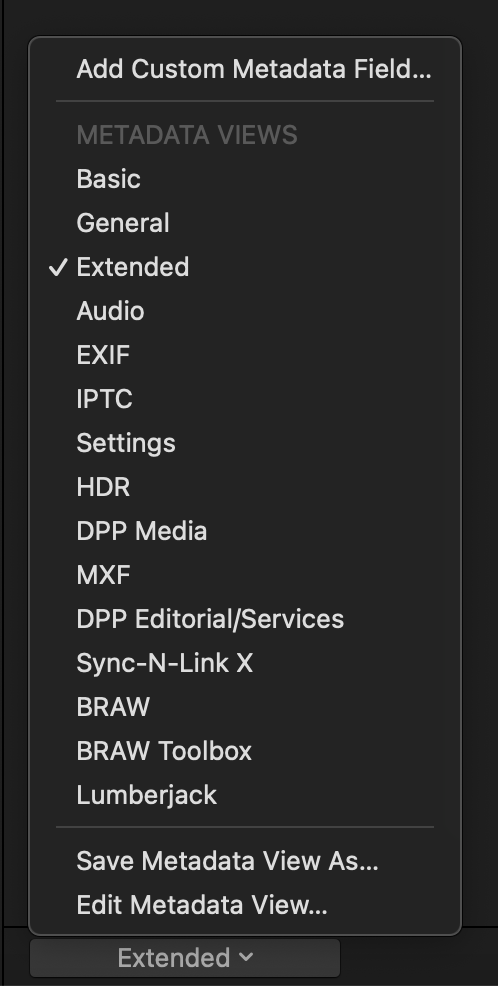 Add Custom Metadata Field...
METADATA VIEWS
Basic
General
✓ Extended
Audio
EXIF
IPTC
Settings
HDR
DPP Media
MXF
DPP Editorial/Services
Sync-N-Link X
BRAW
BRAW Toolbox
Lumberjack
Save Metadata View As...
Edit Metadata View...
Extended